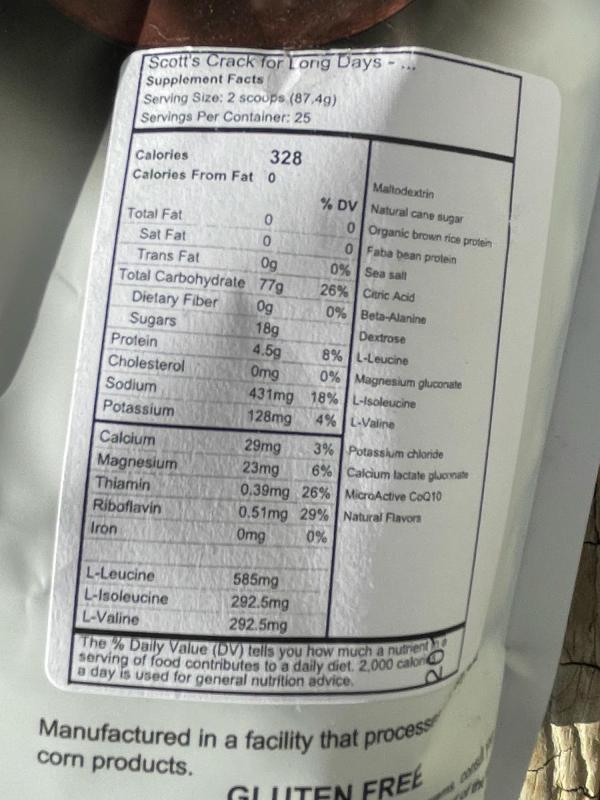 Scott's Crack for Long Days - ...
Supplement Facts
Serving Size: 2 scoops (87.4g)
Servings Per Container: 25
Calories 328
Calories From Fat 0
% DV
Total Fat 0 0
Sat Fat 0 0
Trans Fat 0g 0%
Total Carbohydrate 77g 26%
Dietary Fiber 0g 0%
Sugars 18g
Protein 4.5g 8%
Cholesterol 0mg 0%
Sodium 431mg 18%
Potassium 128mg 4%
Calcium 29mg 3%
Magnesium 23mg 6%
Thiamin 0.39mg 26%
Riboflavin 0.51mg 29%
Iron 0mg 0%
L-Leucine 585mg
L-Isoleucine 292.5mg
L-Valine 292.5mg
Maltodextrin
Natural cane sugar
Organic brown rice protein
Faba bean protein
Sea salt
Citric Acid
Beta-Alanine
Dextrose
L-Leucine
Magnesium gluconate
L-Isoleucine
L-Valine
Potassium chloride
Calcium lactate gluconate
MicroActive CoQ10
Natural Flavors
The % Daily Value (DV) tells you how much a nutrient in a
serving of food contributes to a daily diet. 2,000
a day is used for general nutrition advice.
Manufactured in a facility that
corn products.
GLUTEN FREE